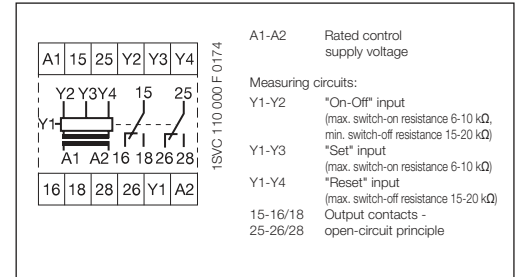 A1 15 25 Y2 Y3 Y4
Y2 Y3 Y4 15 25
Y1
A1 A2 16 18 26 28
16 18 28 26 Y1 A2
1SVC 110 000 F 0174
A1-A2 Rated control
supply voltage
Measuring circuits:
Y1-Y2 "On-Off" input
(max. switch-on resistance 6-10 kΩ,
min. switch-off resistance 15-20 kΩ)
Y1-Y3 "Set" input
(max. switch-on resistance 6-10 kΩ)
Y1-Y4 "Reset" input
(max. switch-off resistance 15-20 kΩ)
15-16/18 Output contacts -
25-26/28 open-circuit principle